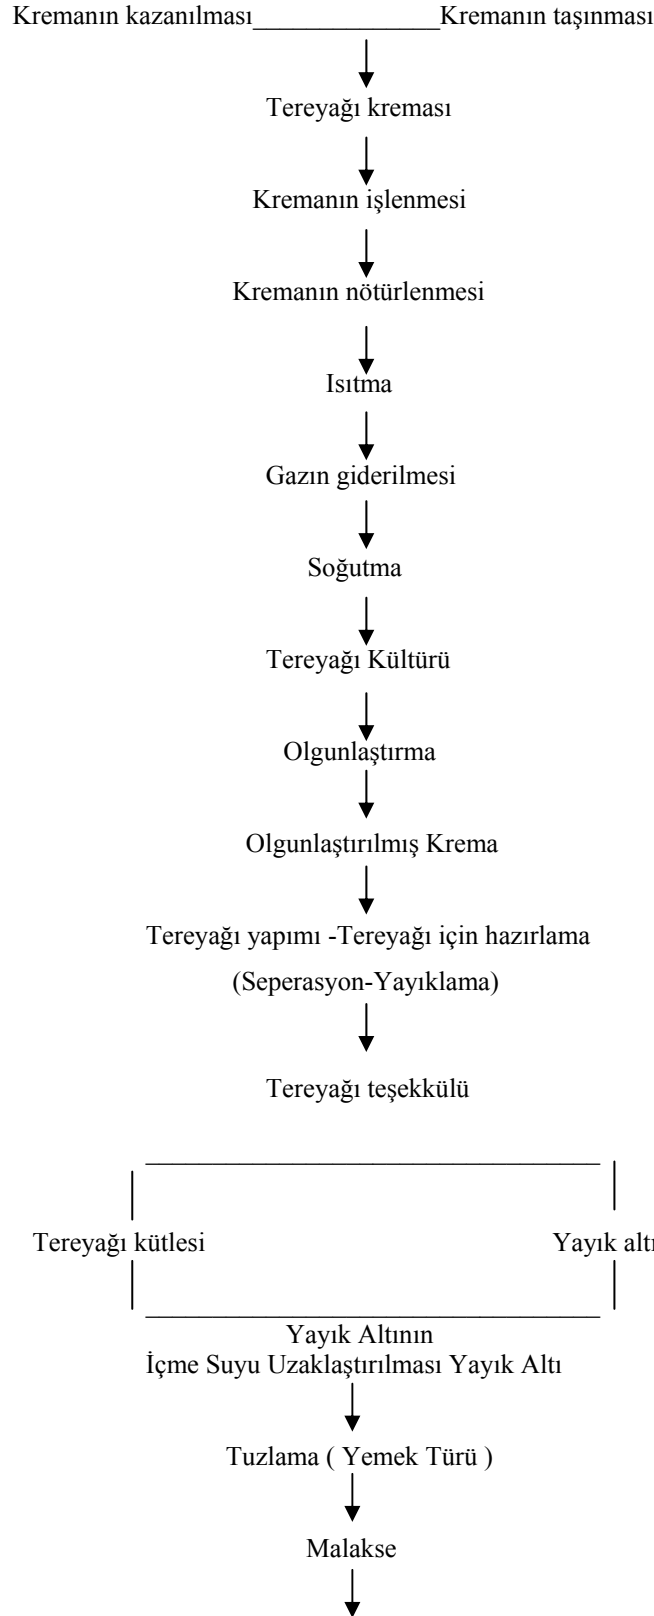 Kremanın kazanılması______________Kremanın taşınması
Tereyağı kreması
Kremanın işlenmesi
Kremanın nötürlenmesi
Isıtma
Gazın giderilmesi
Soğutma
Tereyağı Kültürü
Olgunlaştırma
Olgunlaştırılmış Krema
Tereyağı yapımı -Tereyağı için hazırlama
(Seperasyon-Yayıklama)
Tereyağı teşekkülü
Tereyağı kütlesi Yayık altı
Yayık Altının
İçme Suyu Uzaklaştırılması Yayık Altı
Tuzlama ( Yemek Türü )
Malakse